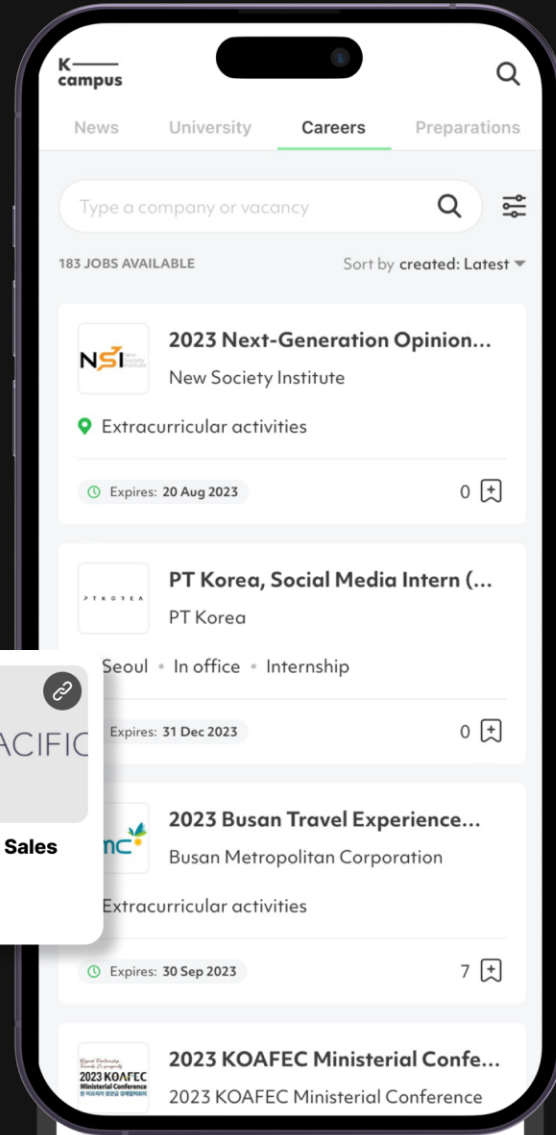 K
campus
News University Careers Preparations
Type a company or vacancy
183 JOBS AVAILABLE Sort by created: Latest
NSI
2023 Next-Generation Opinion...
New Society Institute
Extracurricular activities
Expires: 20 Aug 2023 0
PTKOREA
PT Korea, Social Media Intern (...
PT Korea
Seoul • In office • Internship
Expires: 31 Dec 2023 0
ACIFIC
Sales
mc
2023 Busan Travel Experience...
Busan Metropolitan Corporation
Extracurricular activities
Expires: 30 Sep 2023 7
2023 KOAFEC
Ministerial Conference
2023 KOAFEC Ministerial Confe...
2023 KOAFEC Ministerial Conference